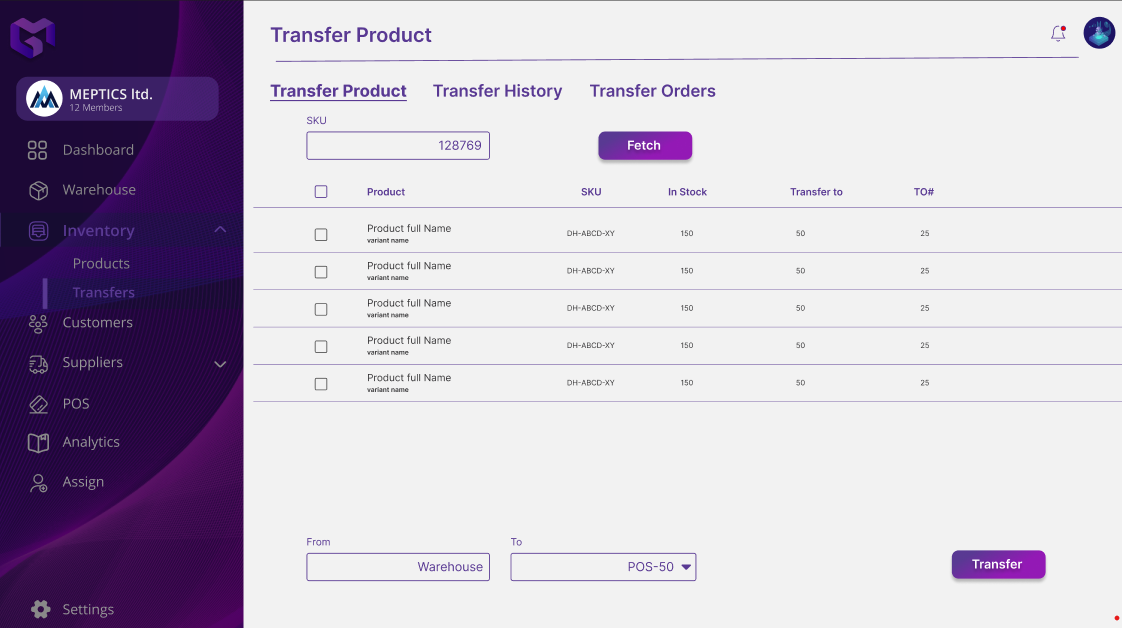 Transfer Product
MEPTICS ltd.
12 Members
Dashboard
Warehouse
Inventory
Products
Transfers
Customers
Suppliers
POS
Analytics
Assign
Settings
Transfer Product Transfer History Transfer Orders
SKU
128769 Fetch
Product SKU In Stock Transfer to TO#
Product full Name DH-ABCD-XY 150 50 25
variant name
Product full Name DH-ABCD-XY 150 50 25
variant name
Product full Name DH-ABCD-XY 150 50 25
variant name
Product full Name DH-ABCD-XY 150 50 25
variant name
Product full Name DH-ABCD-XY 150 50 25
variant name
From To
Warehouse POS-50 Transfer